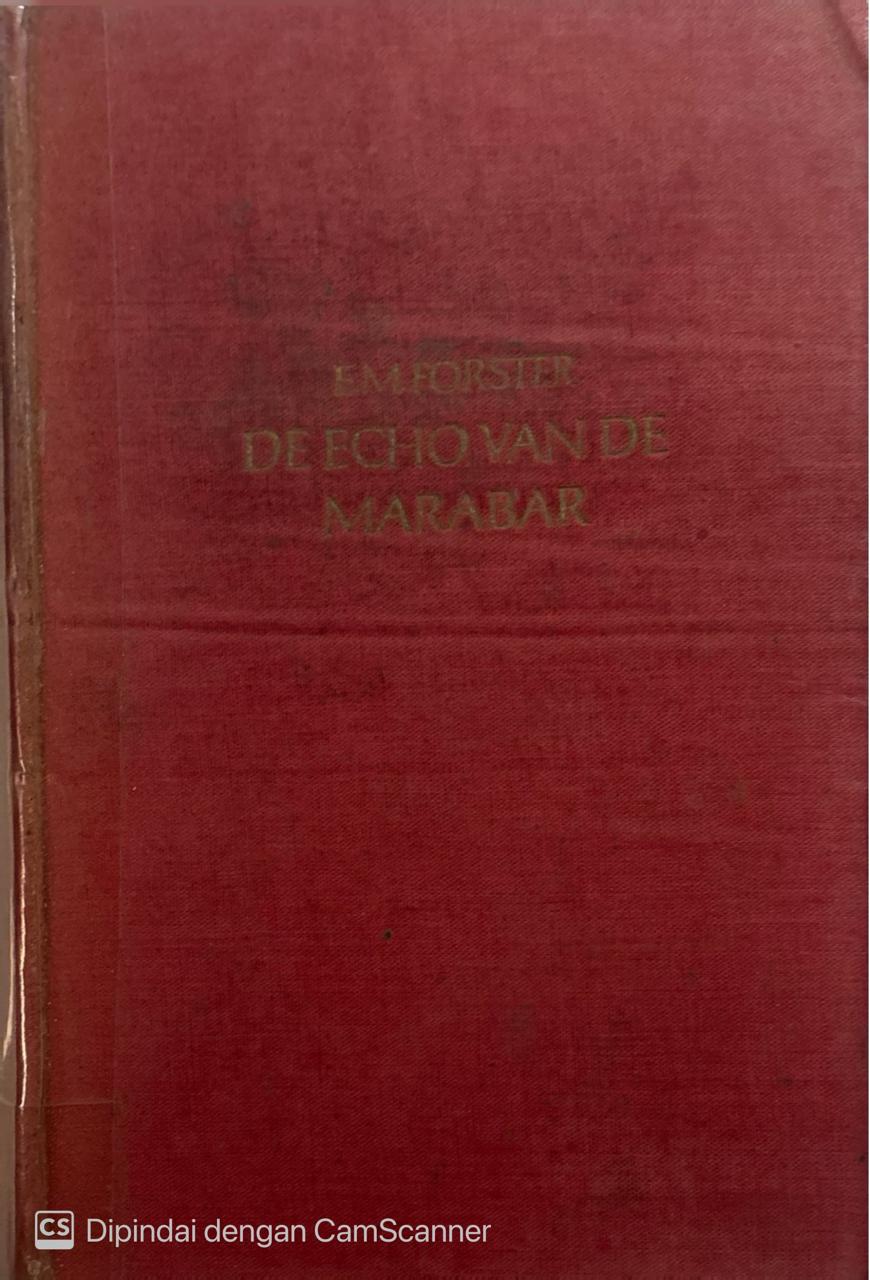 E.M. FORSTER
DE ECHO VAN DE
MARABAR
CS Dipindai dengan CamScanner